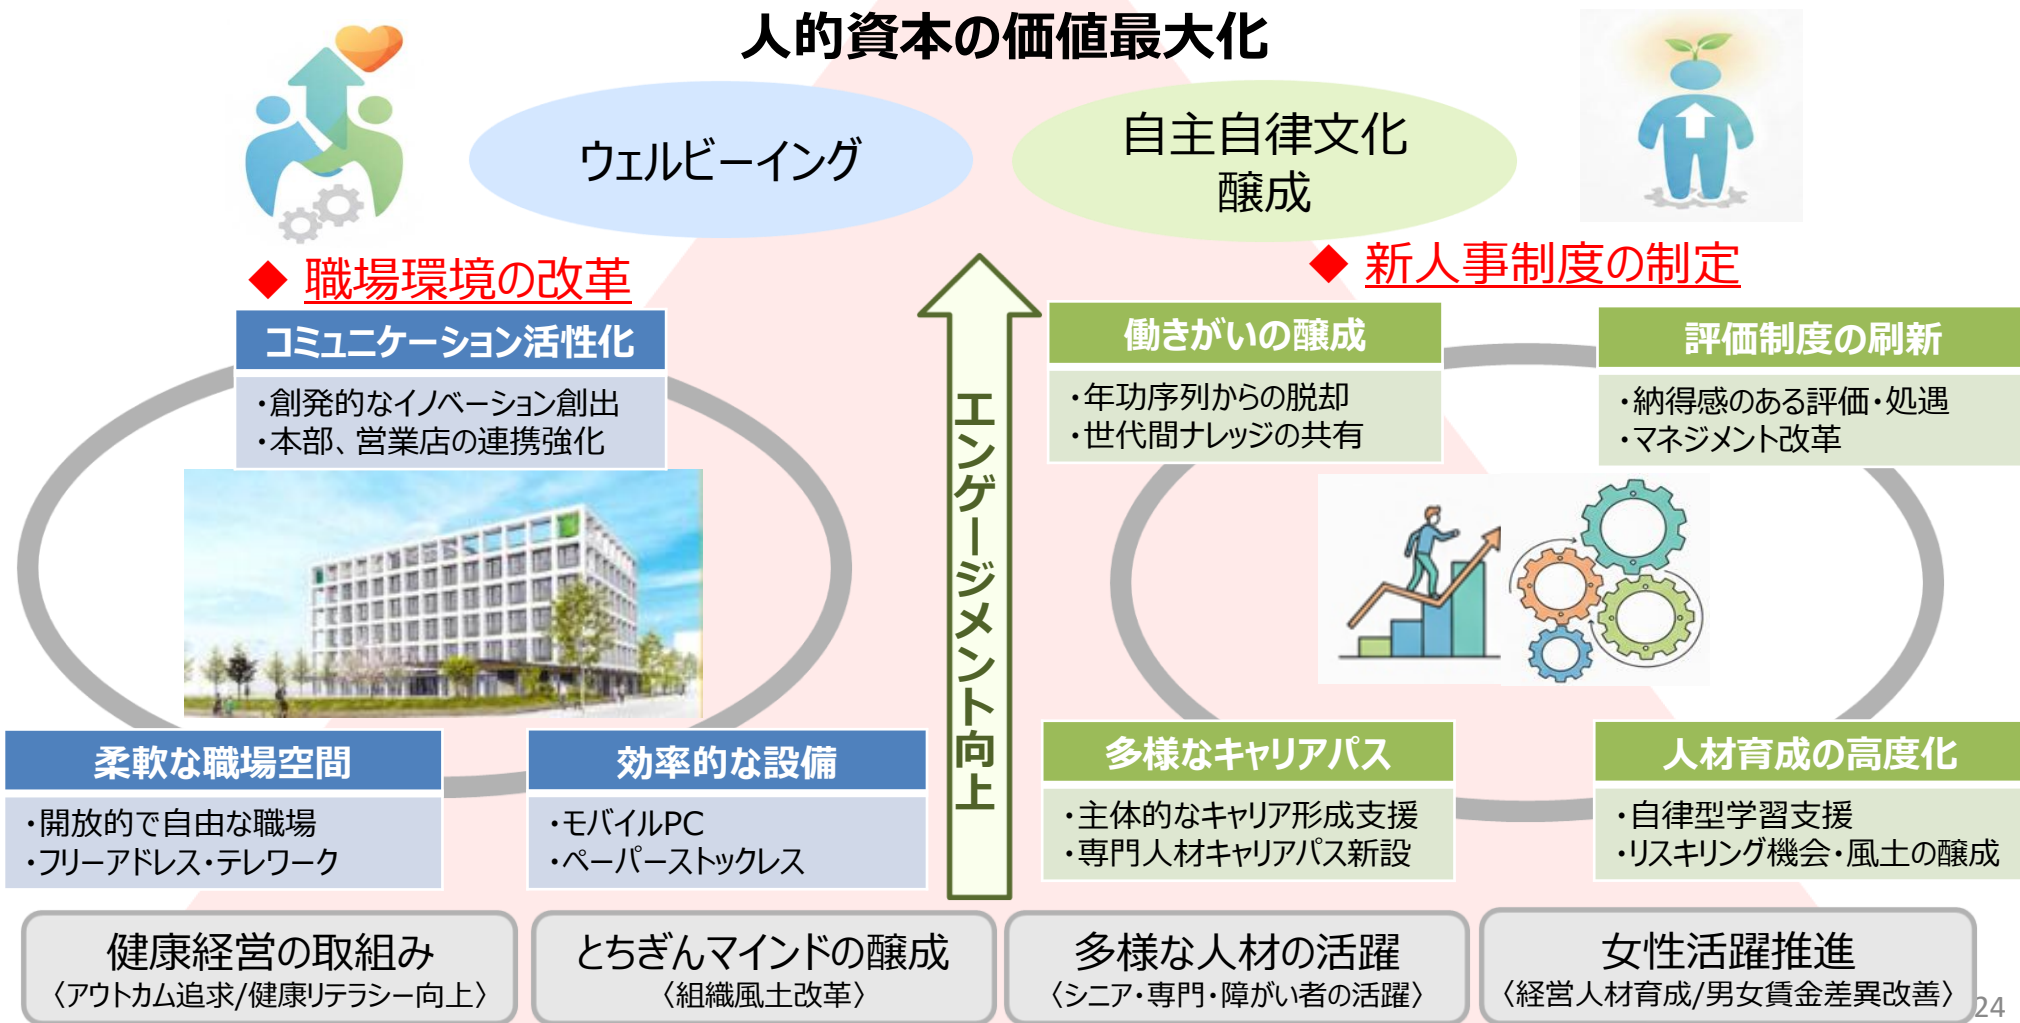 人的資本の価値最大化
ウェルビーイング
自主自律文化
醸成
◆ 職場環境の改革
コミュニケーション活性化
・創発的なイノベーション創出
・本部、営業店の連携強化
柔軟な職場空間
・開放的で自由な職場
・フリーアドレス・テレワーク
効率的な設備
・モバイルPC
・ペーパーストックレス
エンゲージメント向上
◆ 新人事制度の制定
働きがいの醸成
・年功序列からの脱却
・世代間ナレッジの共有
評価制度の刷新
・納得感のある評価・処遇
・マネジメント改革
多様なキャリアパス
・主体的なキャリア形成支援
・専門人材キャリアパス新設
人材育成の高度化
・自律型学習支援
・リスキリング機会・風土の醸成
健康経営の取組み
〈アウトカム追求/健康リテラシー向上〉
とちぎんマインドの醸成
〈組織風土改革〉
多様な人材の活躍
〈シニア・専門・障がい者の活躍〉
女性活躍推進
〈経営人材育成/男女賃金差異改善〉
24